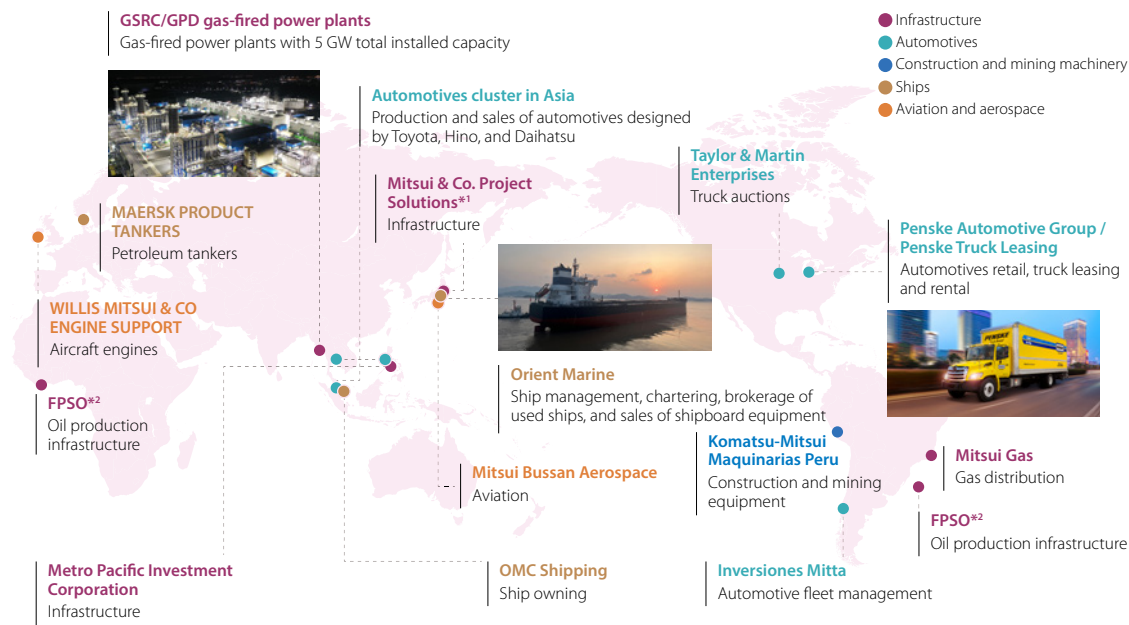 GSRC/GPD gas-fired power plants
Gas-fired power plants with 5 GW total installed capacity
Infrastructure
Automotives
Construction and mining machinery
Ships
Aviation and aerospace
Automotives cluster in Asia
Production and sales of automotives designed
by Toyota, Hino, and Daihatsu
Taylor & Martin
Enterprises
Truck auctions
Mitsui & Co. Project
Solutions*1
Infrastructure
MAERSK PRODUCT
TANKERS
Petroleum tankers
Penske Automotive Group /
Penske Truck Leasing
Automotives retail, truck leasing
and rental
WILLIS MITSUI & CO
ENGINE SUPPORT
Aircraft engines
PENSKE
Orient Marine
Ship management, chartering, brokerage of
used ships, and sales of shipboard equipment
FPSO*2
Oil production
infrastructure
Komatsu-Mitsui
Maquinarias Peru
Construction and mining
equipment
Mitsui Gas
Gas distribution
Mitsui Bussan Aerospace
Aviation
FPSO*2
Oil production infrastructure
Metro Pacific Investment
Corporation
Infrastructure
OMC Shipping
Ship owning
Inversiones Mitta
Automotive fleet management